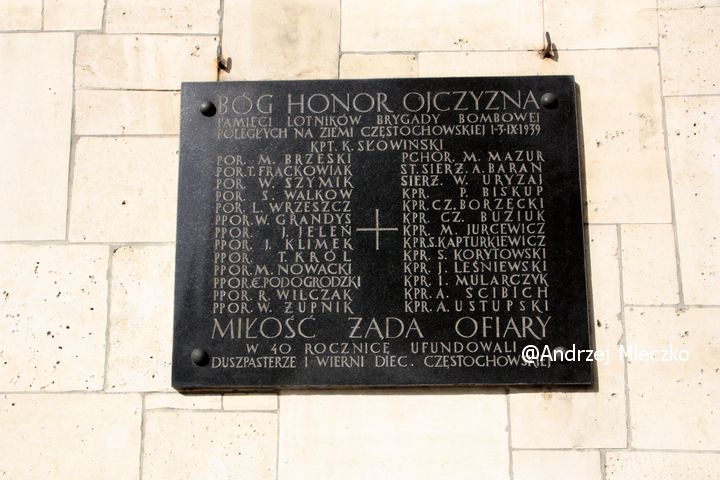 BÓG HONOR OJCZYZNA
PAMIĘCI LOTNIKÓW BRYGADY BOMBOWEJ
POLEGŁYCH NA ZIEMI CZĘSTOCHOWSKIEJ 1-3.IX.1939
KPT. K. SŁOWIŃSKI
POR. M. BRZESKI
POR. T. FRĄCKOWIAK
POR. W. SZYMIK
POR. S. WALKÓW
POR. L. WRZESZCZ
PPOR. W. GRANDYS
PPOR. J. JELEŃ
PPOR. J. KLIMEK
PPOR. T. KRÓL
PPOR. M. NOWACKI
PPOR. E. PODOGRODZKI
PPOR. R. WILCZAK
PPOR. W. ŻUPNIK
PCHOR. M. MAZUR
ST. SIERŻ. A. BARAN
SIERŻ. W. URYZAJ
KPR. P. BISKUP
KPR. CZ. BORZĘCKI
KPR. CZ. BUZIUK
KPR. M. JURCEWICZ
KPR. S. KAPTURKIEWICZ
KPR. S. KORYTOWSKI
KPR. J. LEŚNIEWSKI
KPR. I. MULARCZYK
KPR. A. ŚCIBICH
KPR. A. USTUPSKI
MIŁOŚĆ ŻĄDA OFIARY
W 40 ROCZNICĘ UFUNDOWALI
DUSZPASTERZE I WIERNI DIEC. CZĘSTOCHOWSKIEJ
@Andrzej Mleczko